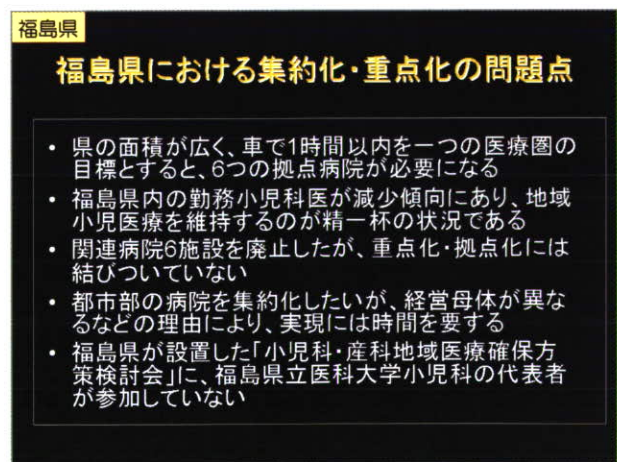 福島県
福島県における集約化・重点化の問題点
• 県の面積が広く、車で1時間以内を一つの医療圏の
目標とすると、6つの拠点病院が必要になる
• 福島県内の勤務小児科医が減少傾向にあり、地域
小児医療を維持するのが精一杯の状況である
• 関連病院6施設を廃止したが、重点化・拠点化には
結びついていない
• 都市部の病院を集約化したいが、経営母体が異な
るなどの理由により、実現には時間を要する
• 福島県が設置した「小児科・産科地域医療確保方
策検討会」に、福島県立医科大学小児科の代表者
が参加していない